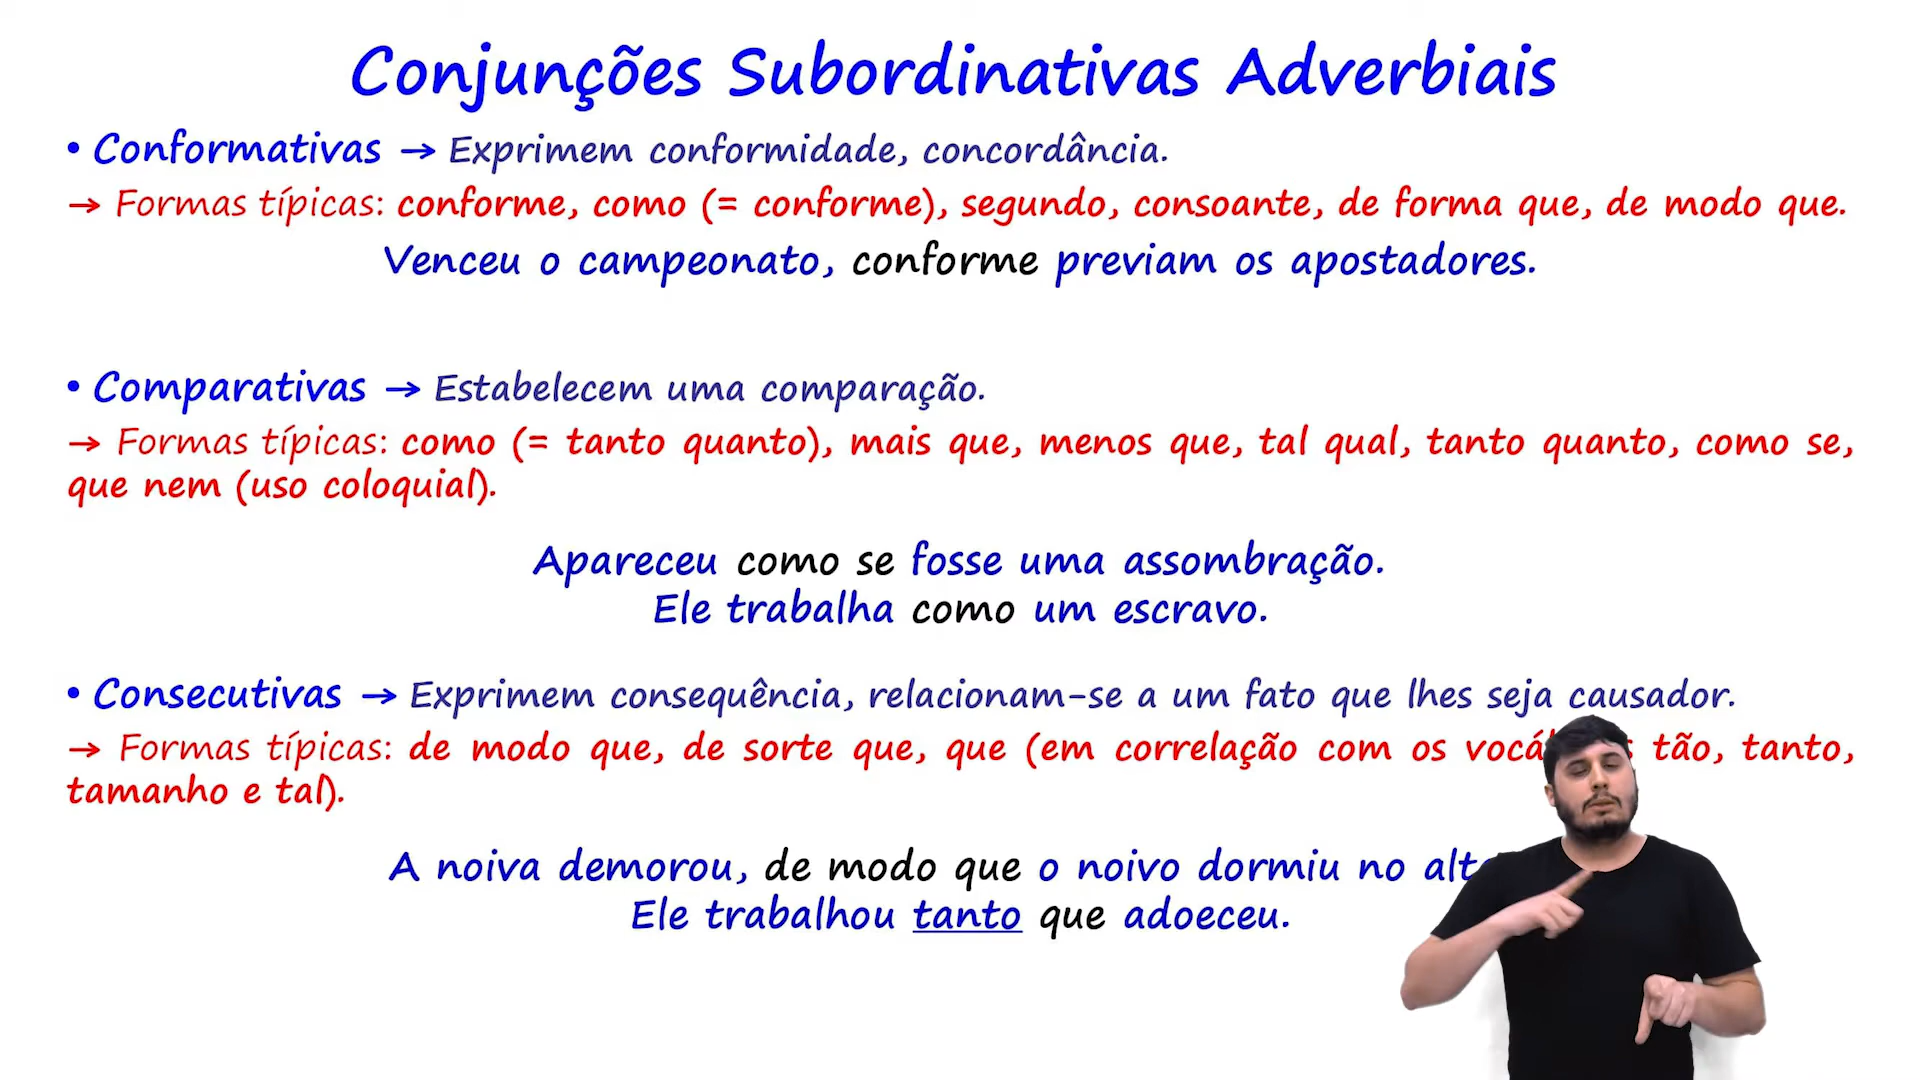 Conjunções Subordinativas Adverbiais
• Conformativas → Exprimem conformidade, concordância.
→ Formas típicas: conforme, como (= conforme), segundo, consoante, de forma que, de modo que.
Venceu o campeonato, conforme previam os apostadores.
• Comparativas → Estabelecem uma comparação.
→ Formas típicas: como (= tanto quanto), mais que, menos que, tal qual, tanto quanto, como se,
que nem (uso coloquial).
Apareceu como se fosse uma assombração.
Ele trabalha como um escravo.
• Consecutivas → Exprimem consequência, relacionam-se a um fato que lhes seja causador.
→ Formas típicas: de modo que, de sorte que, que (em correlação com os tão, tanto,
tamanho e tal).
A noiva demorou, de modo que o noivo dormiu no
Ele trabalhou tanto que adoeceu.